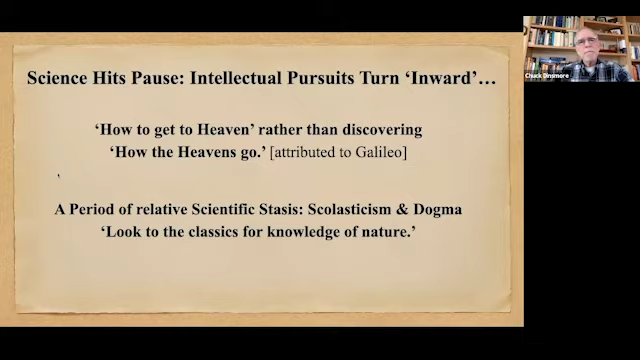 Science Hits Pause: Intellectual Pursuits Turn ‘Inward’…
‘How to get to Heaven’ rather than discovering
‘How the Heavens go.’ [attributed to Galileo]
A Period of relative Scientific Stasis: Scolasticism & Dogma
‘Look to the classics for knowledge of nature.’
Chuck Dinsmore